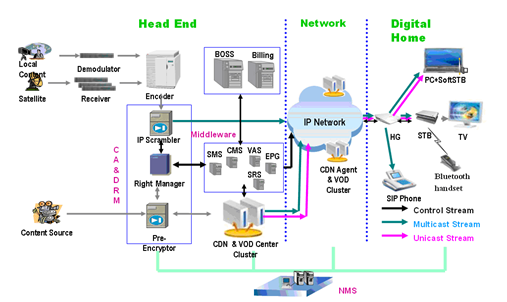 Head End
Network
Digital
Home
BOSS
Billing
Local
Content
Demodulator
PC+SoftSTB
Satellite
Receiver
Encoder
IP Scrambler
Middleware
IP Network
HG
STB
TV
SMS
CMS
VAS
EPG
SRS
CA&DRM
Right Manager
CDN Agent
& VOD
Cluster
Bluetooth
handset
SIP Phone
Content Source
Pre-
Encryptor
CDN & VOD Center
Cluster
Control Stream
Multicast Stream
Unicast Stream
NMS